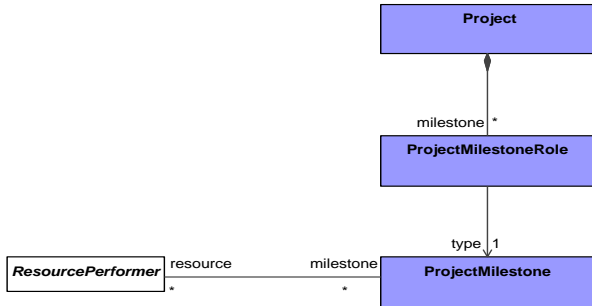 Project
milestone *
ProjectMilestoneRole
type 1
ResourcePerformer resource milestone ProjectMilestone
* *